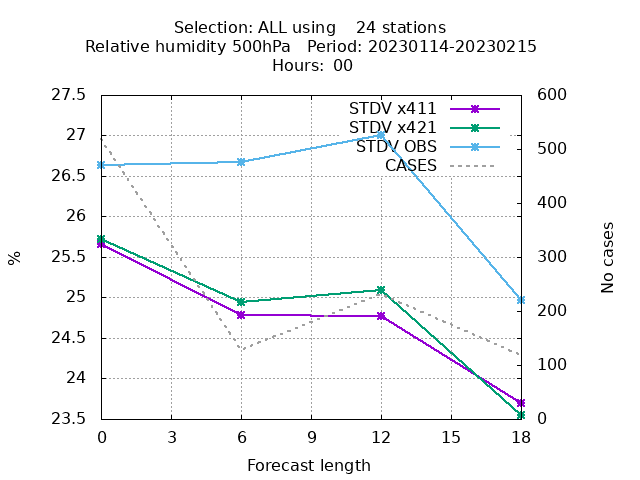 Selection: ALL using    24 stations
Relative humidity 500hPa   Period: 20230114-20230215
Hours:  00
27.5
27
26.5
26
25.5
25
24.5
24
23.5
%
STDV x411
STDV x421
STDV OBS
CASES
600
500
400
300
200
100
0
No cases
0 3 6 9 12 15 18
Forecast length